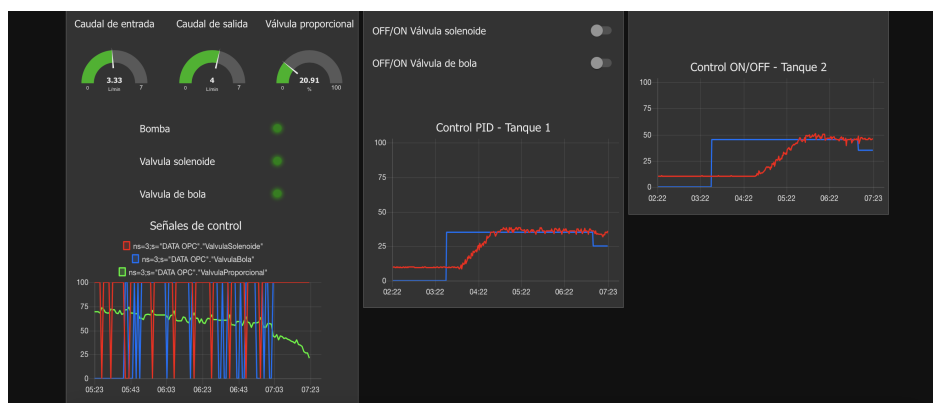 Caudal de entrada
Caudal de salida
Válvula proporcional
3.33
0 L/min 7
4
0 L/min 7
20.91
0 % 100
Bomba
Valvula solenoide
Valvula de bola
Señales de control
ns=3;s="DATA OPC"."ValvulaSolenoide"
ns=3;s="DATA OPC"."ValvulaBola"
ns=3;s="DATA OPC"."ValvulaProporcional"
100
75
50
25
0
05:23 05:43 06:03 06:23 06:43 07:03 07:23
OFF/ON Válvula solenoide
OFF/ON Válvula de bola
Control PID - Tanque 1
100
75
50
25
0
02:22 03:22 04:22 05:22 06:22 07:23
Control ON/OFF - Tanque 2
100
75
50
25
0
02:22 03:22 04:22 05:22 06:22 07:23